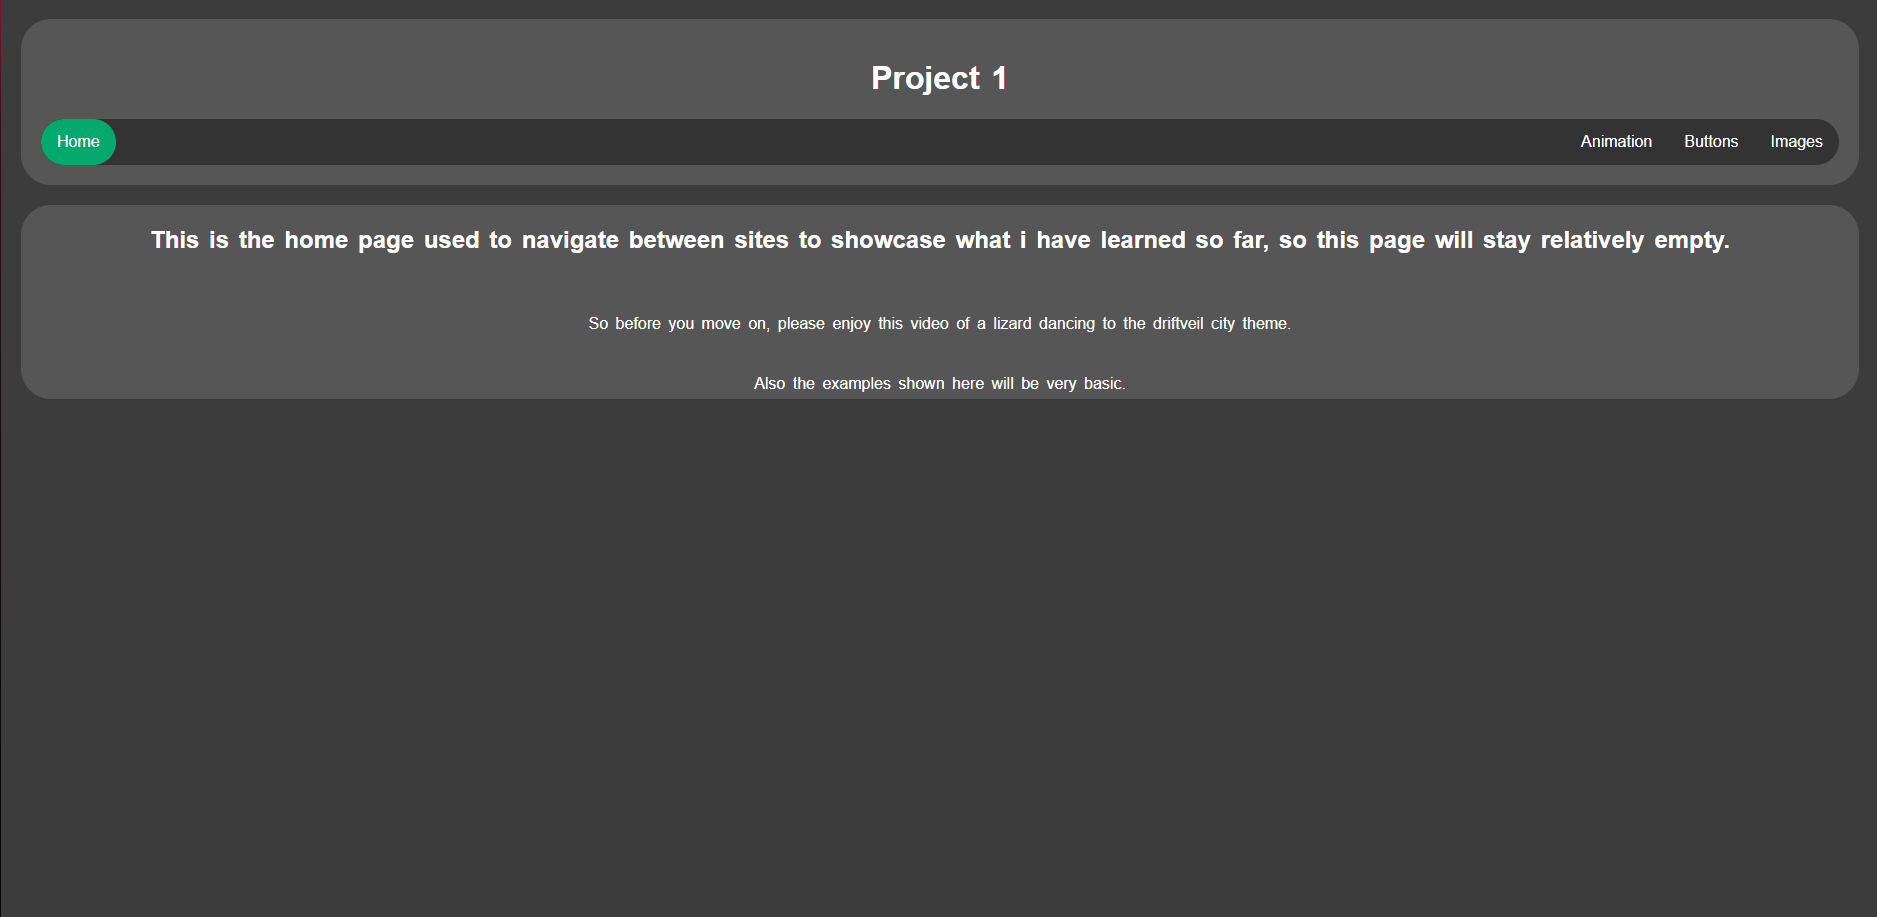 Project 1
Home Animation Buttons Images
This is the home page used to navigate between sites to showcase what i have learned so far, so this page will stay relatively empty.
So before you move on, please enjoy this video of a lizard dancing to the driftveil city theme.
Also the examples shown here will be very basic.